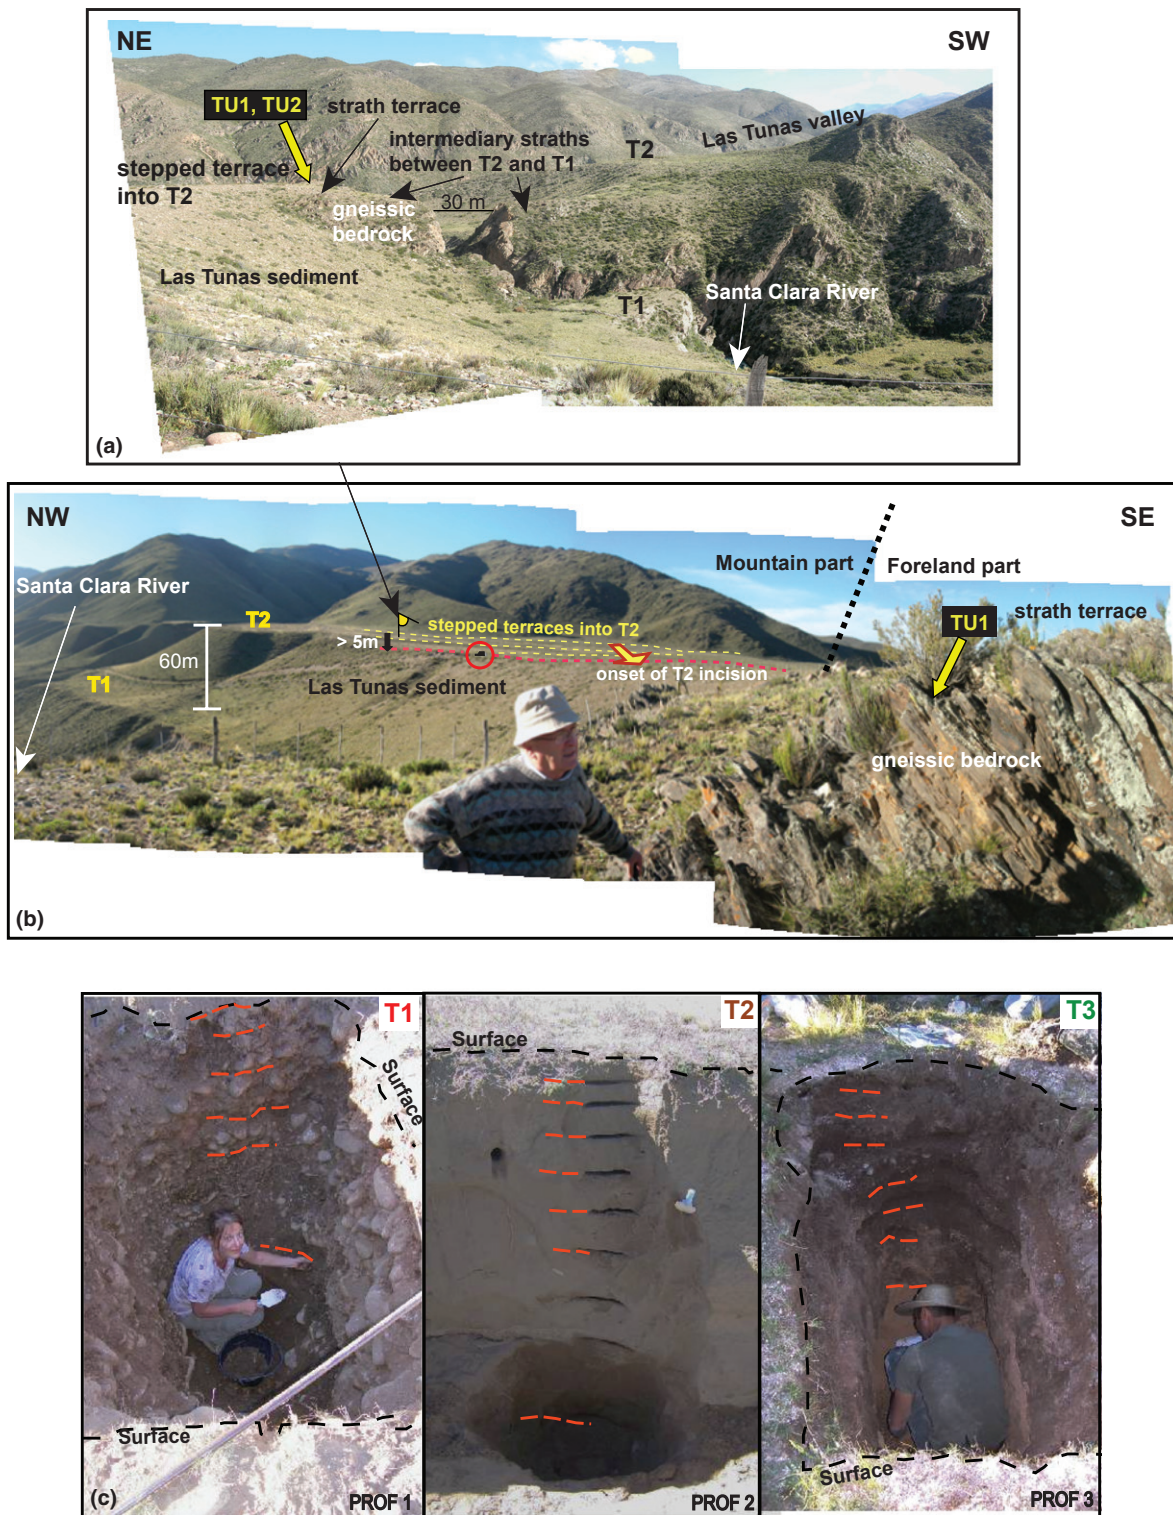 NE
SW
TU1, TU2
strath terrace
intermediary straths
between T2 and T1
T2
Las Tunas valley
stepped terrace
into T2
30 m
gneissic
bedrock
Las Tunas sediment
T1
Santa Clara River
(a)
NW
SE
Mountain part
Foreland part
Santa Clara River
T2
TU1
strath terrace
stepped terraces into T2
> 5m
60m
T1
Las Tunas sediment
onset of T2 incision
gneissic bedrock
(b)
T1
T2
T3
Surface
Surface
Surface
Surface
(c)
PROF 1
PROF 2
PROF 3